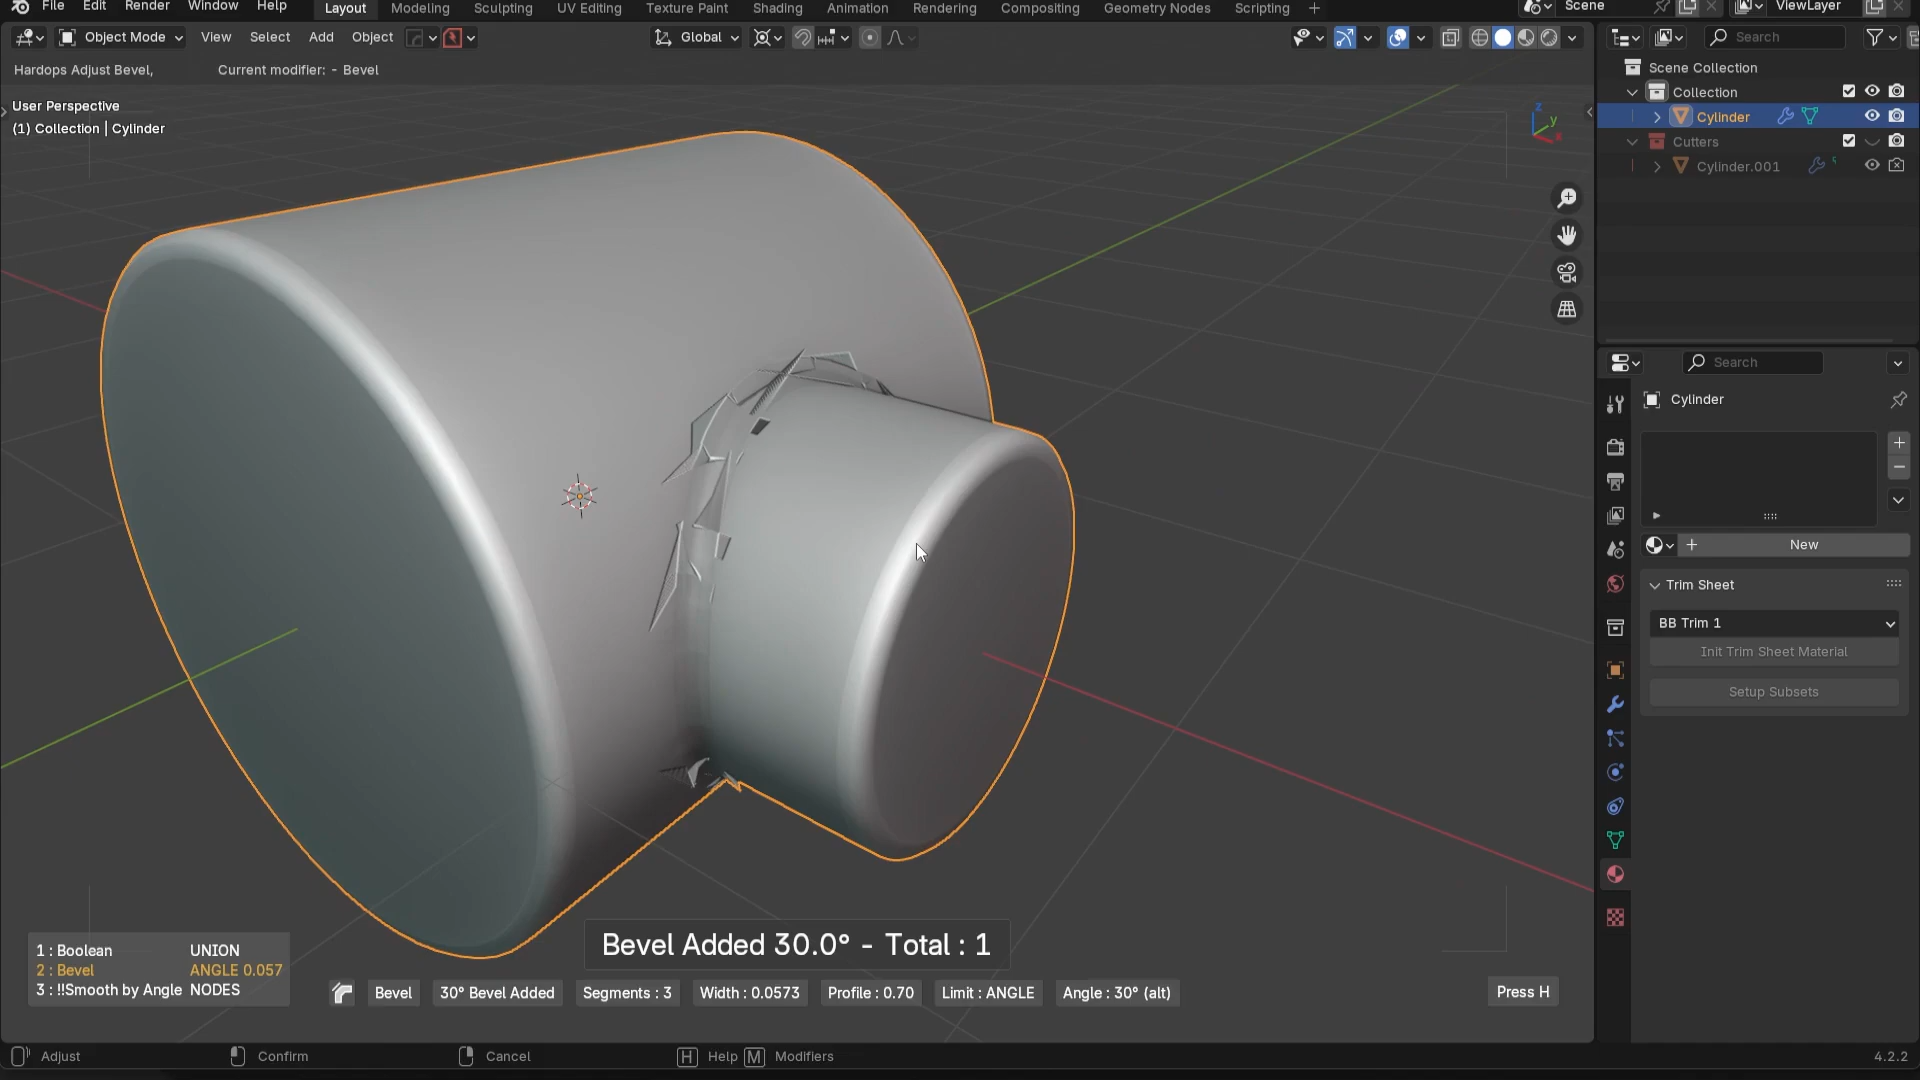 File Edit Render Window Help Layout Modeling Sculpting UV Editing Texture Paint Shading Animation Rendering Compositing Geometry Nodes Scripting + Scene ViewLayer
Object Mode View Select Add Object Global Search
Hardops Adjust Bevel, Current modifier: - Bevel
User Perspective
(1) Collection | Cylinder
Z
Y
X
Scene Collection
Collection
Cylinder
Cutters
Cylinder.001
Search
Cylinder
New
Trim Sheet
BB Trim 1
Init Trim Sheet Material
Setup Subsets
1 : Boolean UNION
2 : Bevel ANGLE 0.057
3 : !!Smooth by Angle NODES
Bevel Added 30.0° - Total : 1
Bevel 30° Bevel Added Segments : 3 Width : 0.0573 Profile : 0.70 Limit : ANGLE Angle : 30° (alt) Press H
Adjust Confirm Cancel H Help M Modifiers 4.2.2